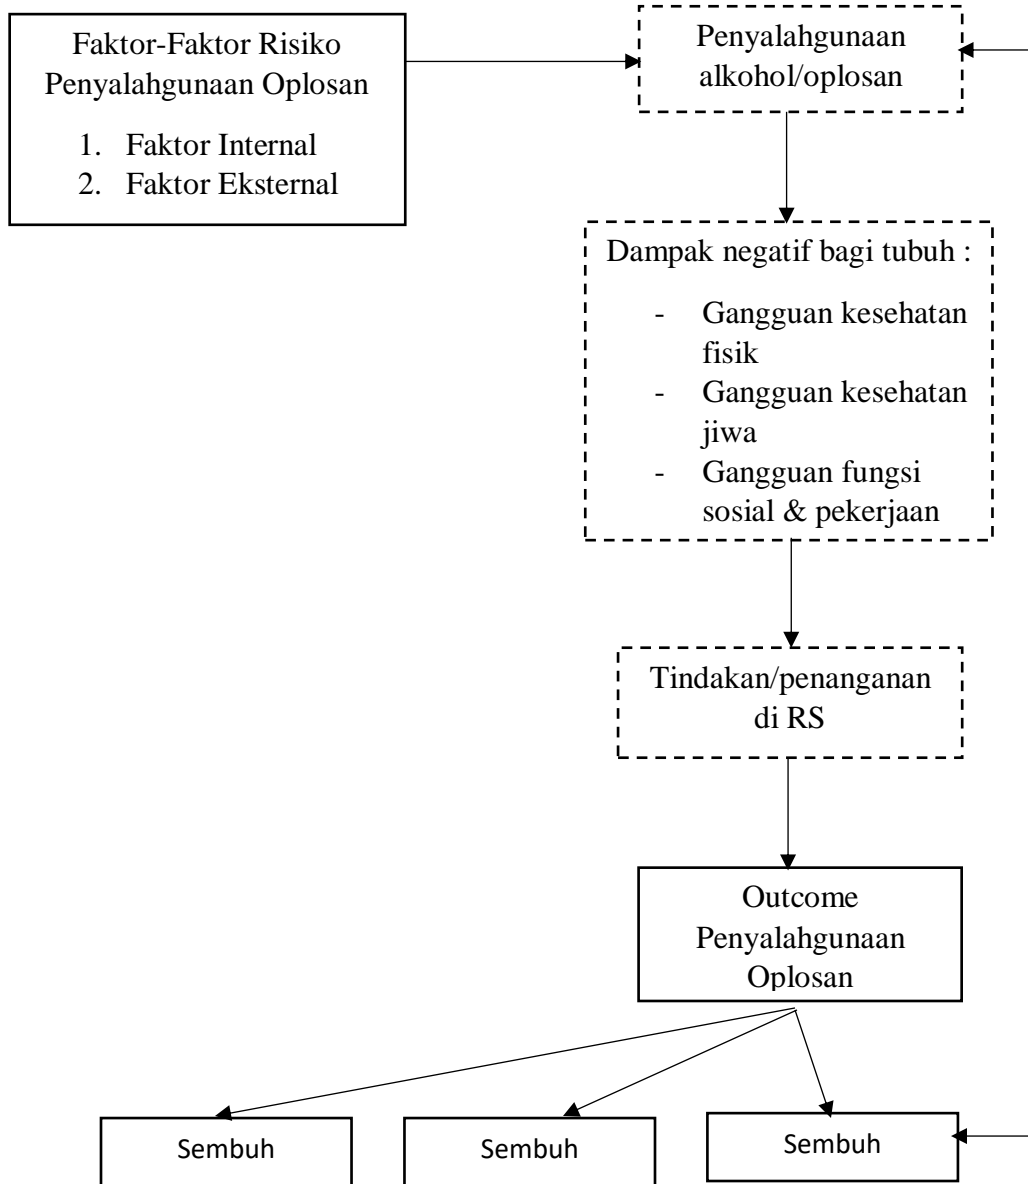 Faktor-Faktor Risiko
Penyalahgunaan Oplosan
1. Faktor Internal
2. Faktor Eksternal
Penyalahgunaan
alkohol/oplosan
Dampak negatif bagi tubuh :
- Gangguan kesehatan
fisik
- Gangguan kesehatan
jiwa
- Gangguan fungsi
sosial & pekerjaan
Tindakan/penanganan
di RS
Outcome
Penyalahgunaan
Oplosan
Sembuh
Sembuh
Sembuh